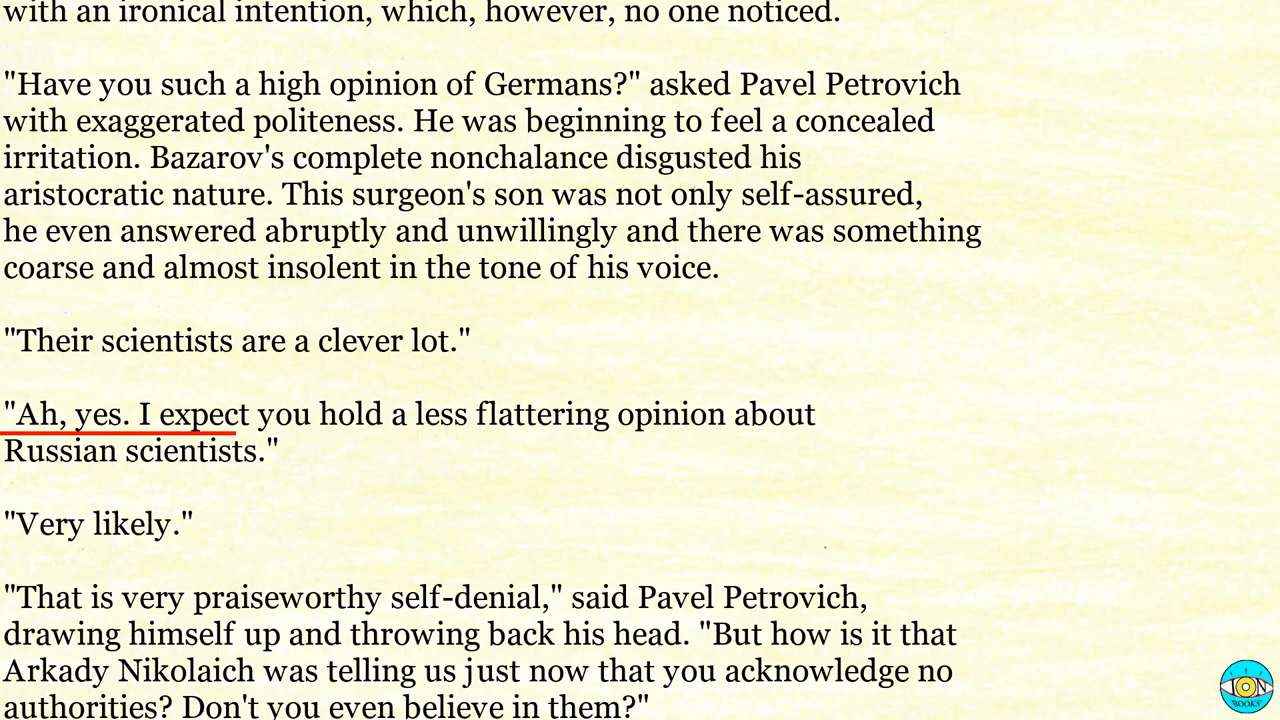 with an ironical intention, which, however, no one noticed.
"Have you such a high opinion of Germans?" asked Pavel Petrovich
with exaggerated politeness. He was beginning to feel a concealed
irritation. Bazarov's complete nonchalance disgusted his
aristocratic nature. This surgeon's son was not only self-assured,
he even answered abruptly and unwillingly and there was something
coarse and almost insolent in the tone of his voice.
"Their scientists are a clever lot."
"Ah, yes. I expect you hold a less flattering opinion about
Russian scientists."
"Very likely."
"That is very praiseworthy self-denial," said Pavel Petrovich,
drawing himself up and throwing back his head. "But how is it that
Arkady Nikolaich was telling us just now that you acknowledge no
authorities? Don't you even believe in them?"
ION
BOOKS